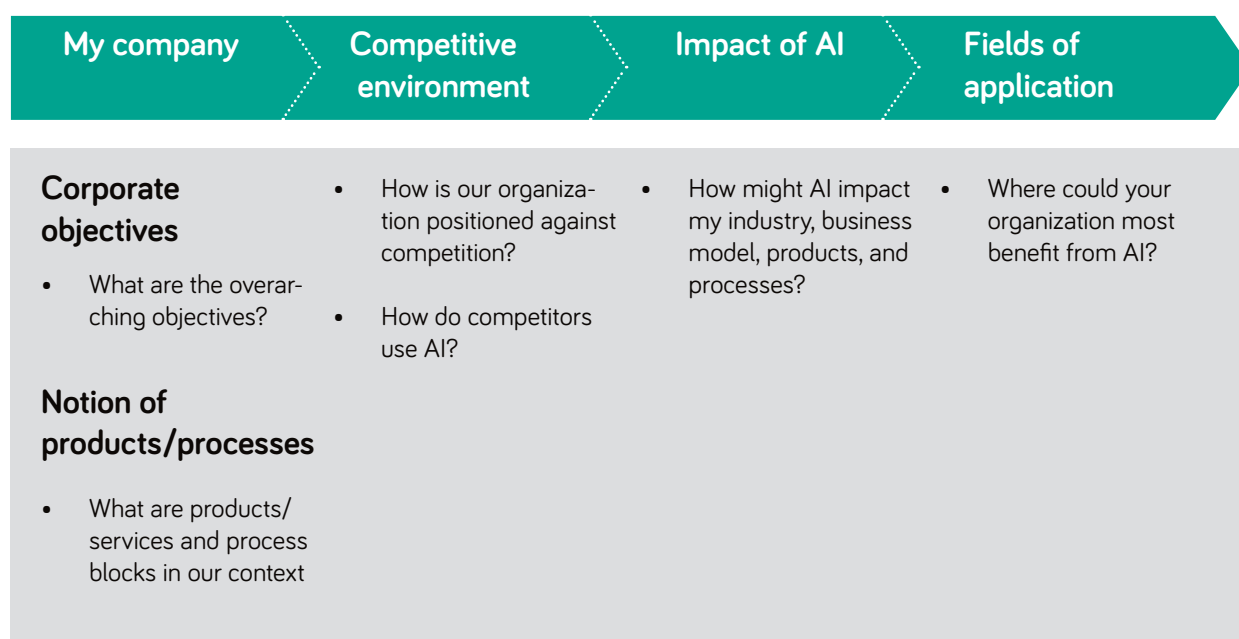 My company
Competitive
environment
Impact of AI
Fields of
application
Corporate
objectives
• What are the overar-
ching objectives?
Notion of
products/processes
• What are products/
services and process
blocks in our context
• How is our organiza-
tion positioned against
competition?
• How do competitors
use AI?
• How might AI impact
my industry, business
model, products, and
processes?
• Where could your
organization most
benefit from AI?